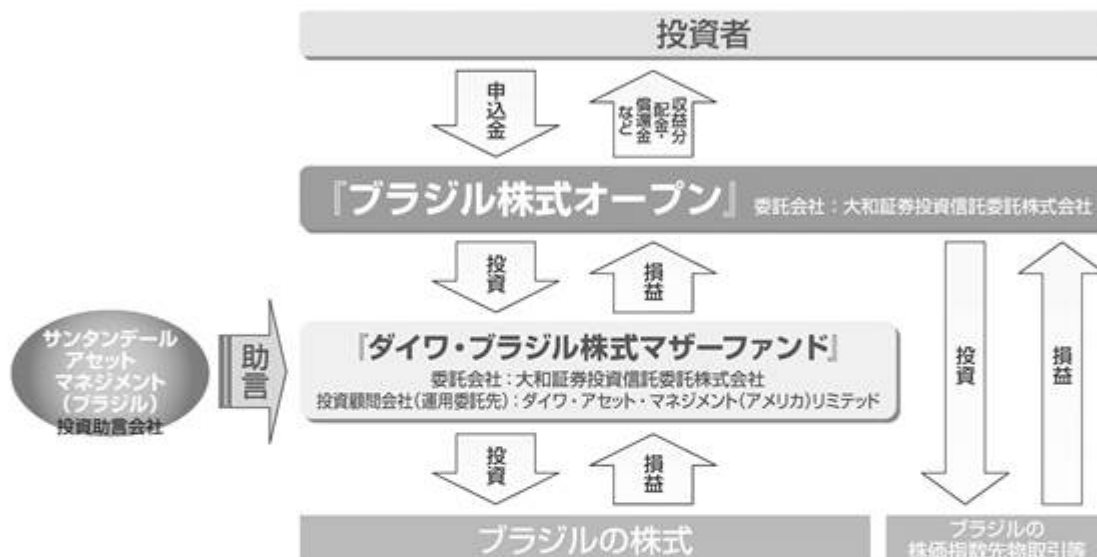 投資者
申込金
収益分
配金・
償還金
など
『ブラジル株式オープン』 委託会社：大和証券投資信託委託株式会社
投資
損益
サンタンデール
アセット
マネジメント
（ブラジル）
投資助言会社
助言
『ダイワ・ブラジル株式マザーファンド』
委託会社：大和証券投資信託委託株式会社
投資顧問会社（運用委託先）：ダイワ・アセット・マネジメント（アメリカ）リミテッド
投資
損益
投資
損益
ブラジルの株式
ブラジルの
株価指数先物取引等